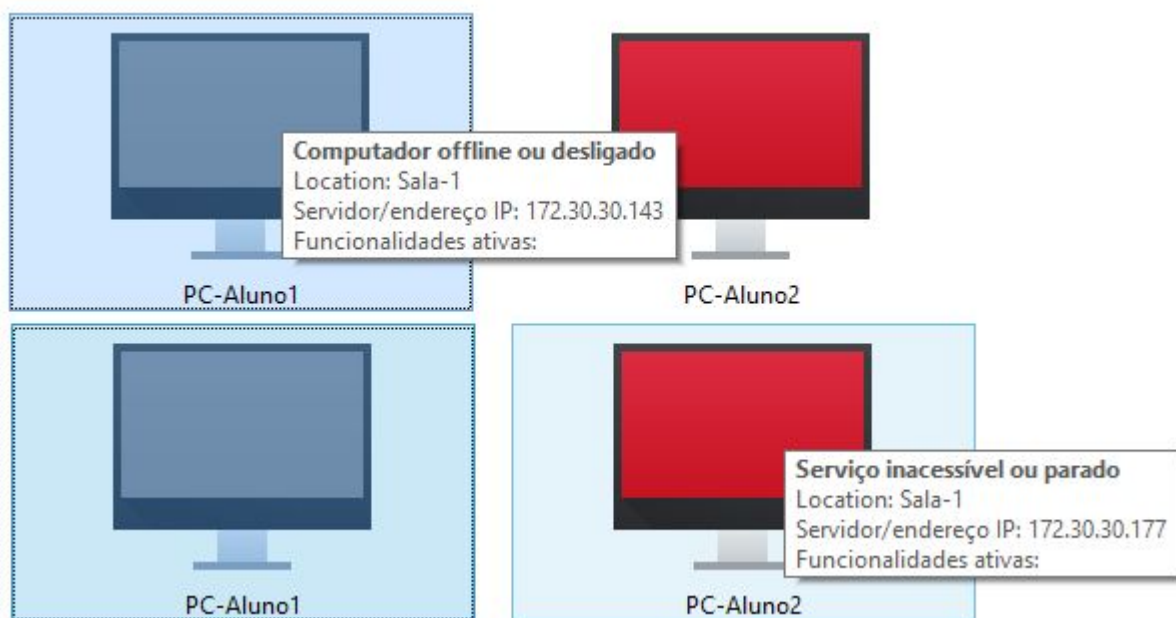 Computador offline ou desligado
Location: Sala-1
Servidor/endereço IP: 172.30.30.143
Funcionalidades ativas:
PC-Aluno1
PC-Aluno2
Serviço inacessível ou parado
Location: Sala-1
Servidor/endereço IP: 172.30.30.177
Funcionalidades ativas:
PC-Aluno1
PC-Aluno2